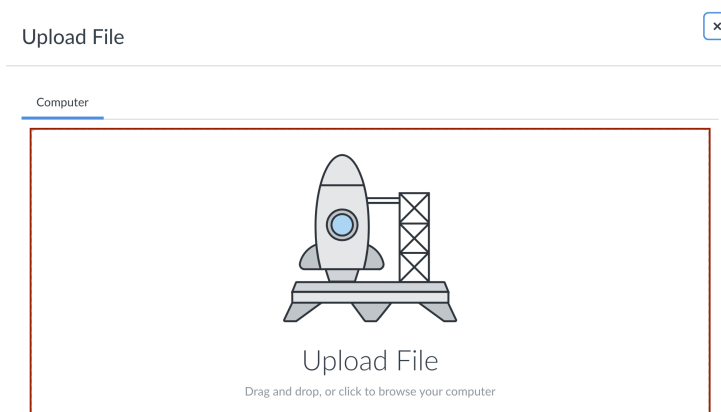 Upload File
Computer
Upload File
Drag and drop, or click to browse your computer